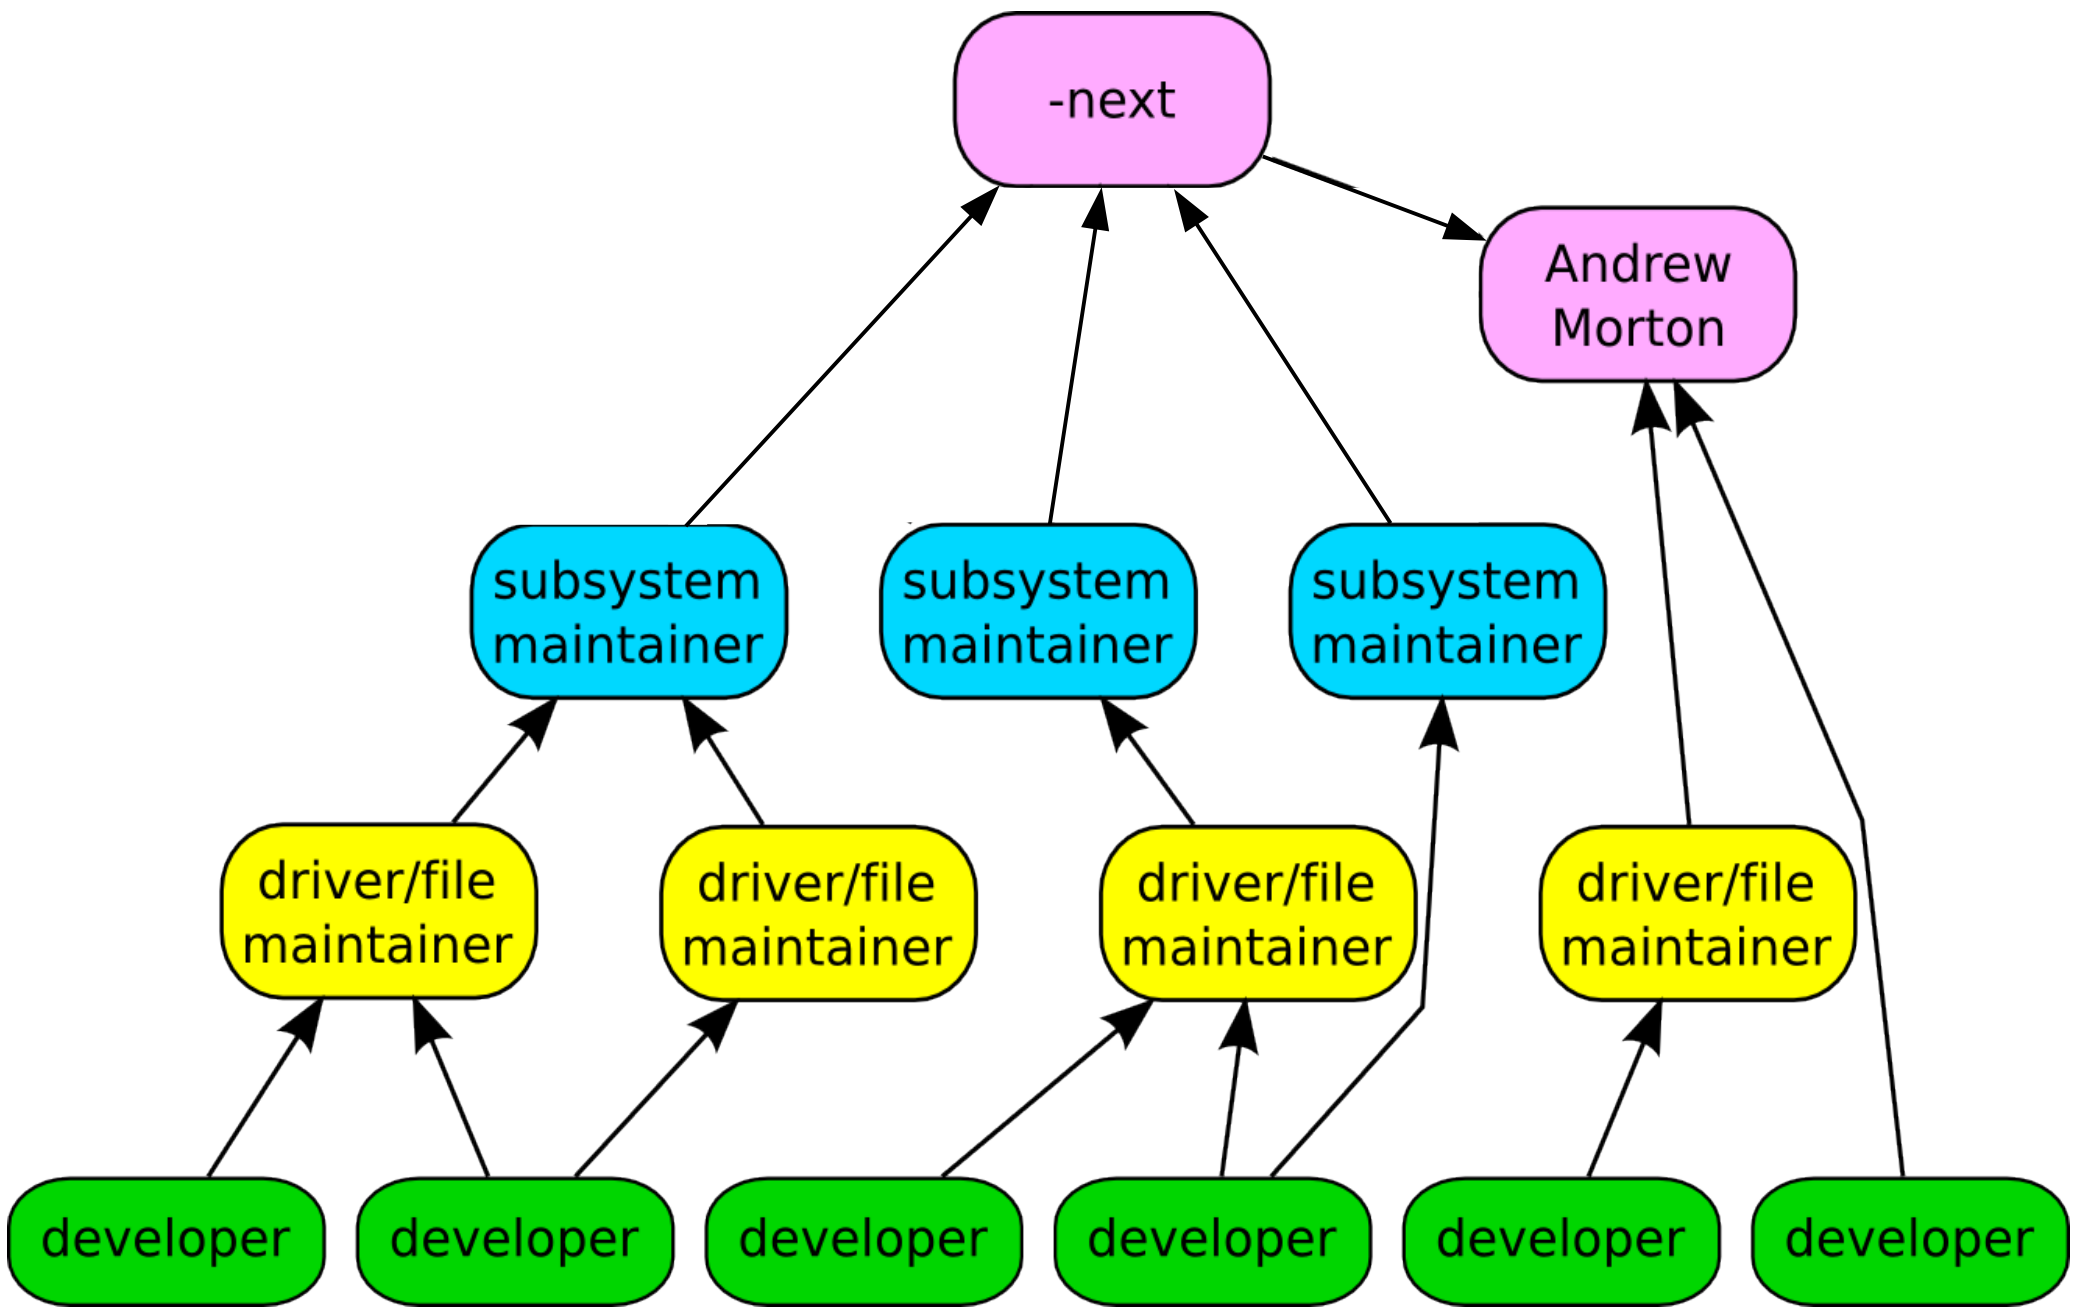 -next
Andrew
Morton
subsystem
maintainer
subsystem
maintainer
subsystem
maintainer
driver/file
maintainer
driver/file
maintainer
driver/file
maintainer
driver/file
maintainer
developer
developer
developer
developer
developer
developer